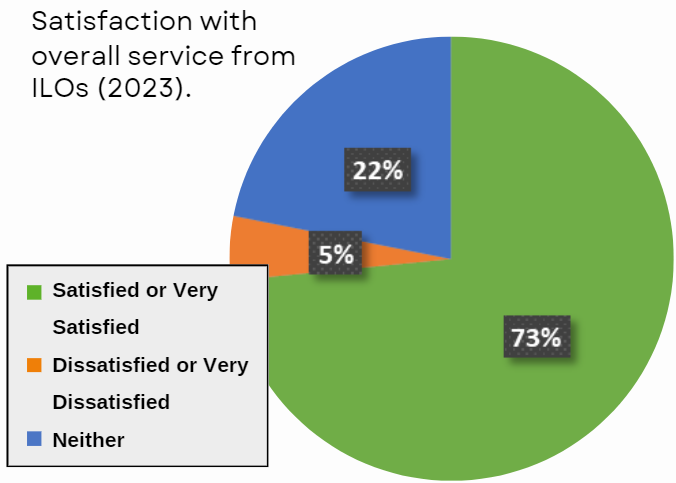 Satisfaction with
overall service from
ILOs (2023).
22%
5%
73%
Satisfied or Very
Satisfied
Dissatisfied or Very
Dissatisfied
Neither